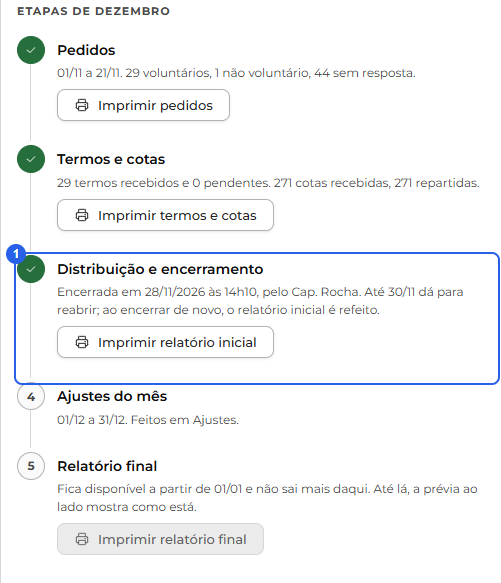 ETAPAS DE DEZEMBRO
Pedidos
01/11 a 21/11. 29 voluntários, 1 não voluntário, 44 sem resposta.
Imprimir pedidos
Termos e cotas
29 termos recebidos e 0 pendentes. 271 cotas recebidas, 271 repartidas.
Imprimir termos e cotas
1
Distribuição e encerramento
Encerrada em 28/11/2026 às 14h10, pelo Cap. Rocha. Até 30/11 dá para
reabrir; ao encerrar de novo, o relatório inicial é refeito.
Imprimir relatório inicial
4 Ajustes do mês
01/12 a 31/12. Feitos em Ajustes.
5 Relatório final
Fica disponível a partir de 01/01 e não sai mais daqui. Até lá, a prévia ao
lado mostra como está.
Imprimir relatório final